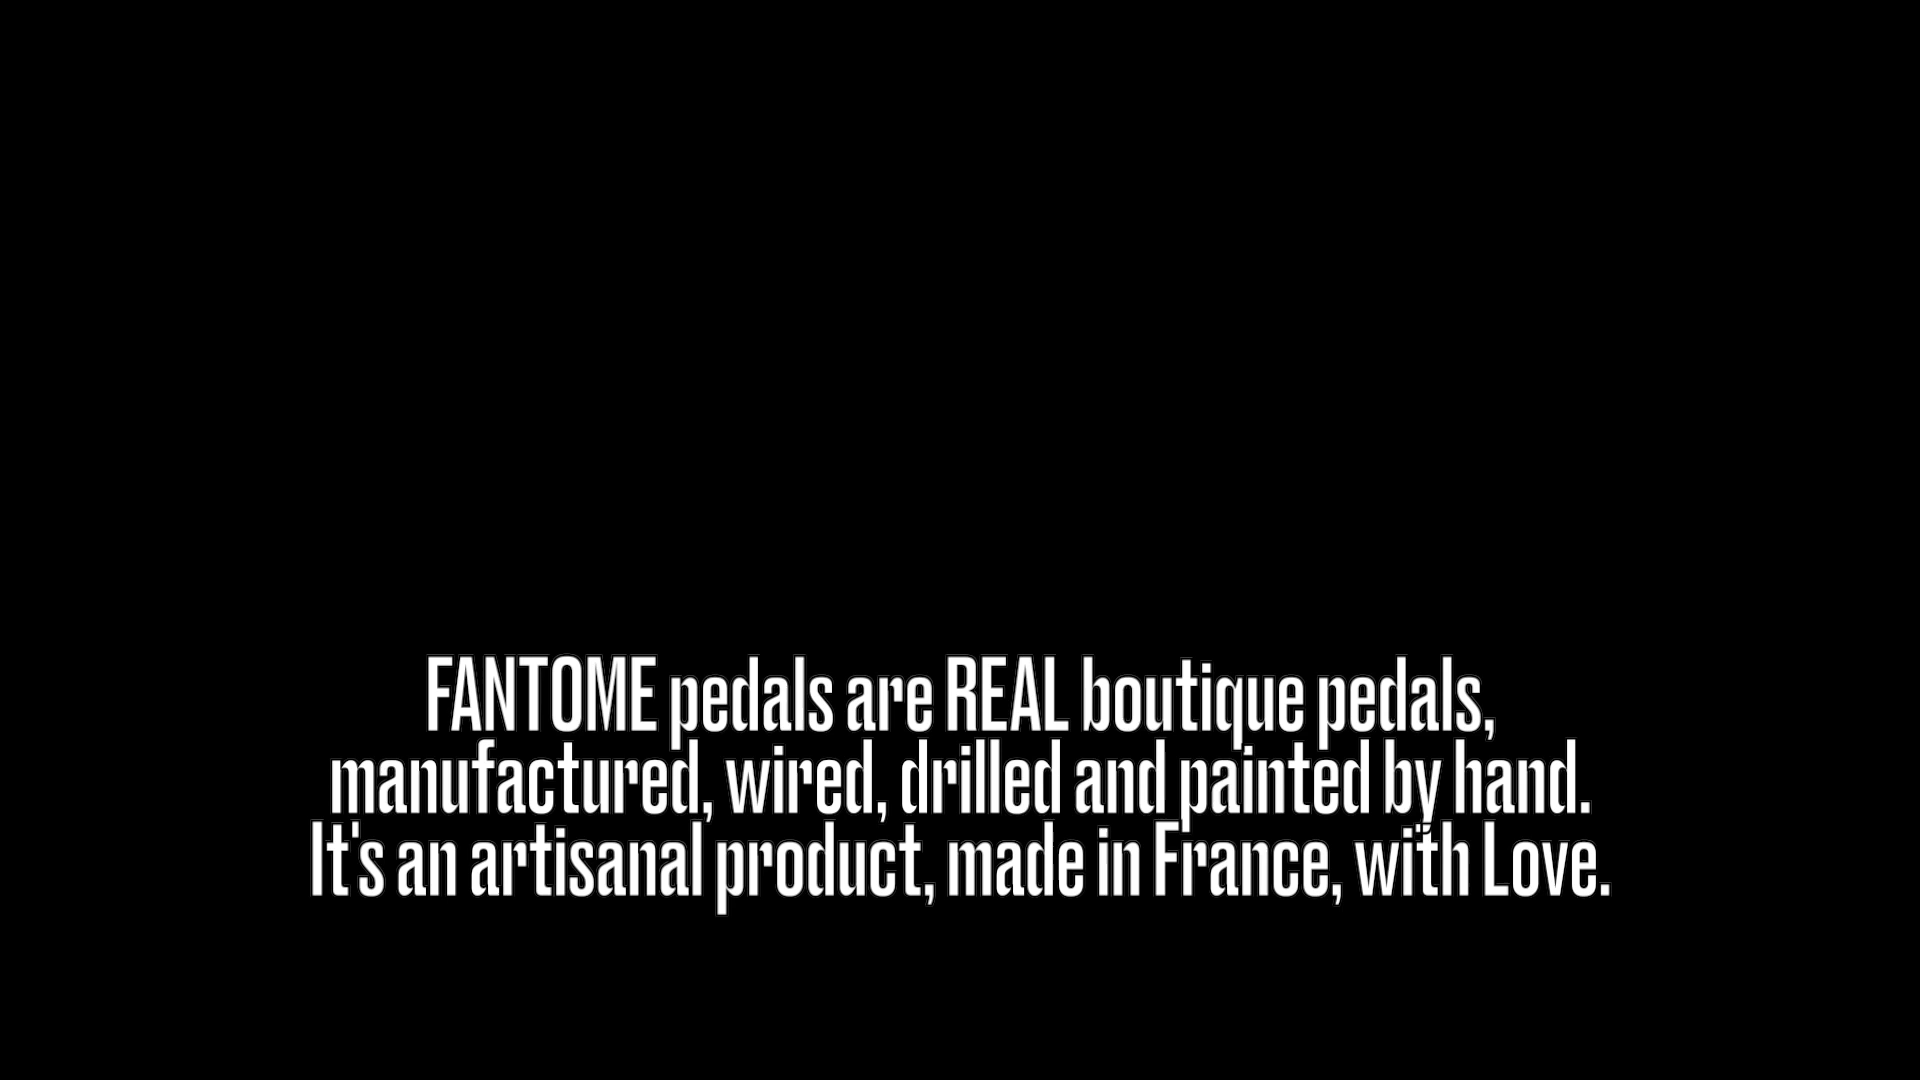 FANTOME pedals are REAL boutique pedals,
manufactured, wired, drilled and painted by hand.
It's an artisanal product, made in France, with Love.